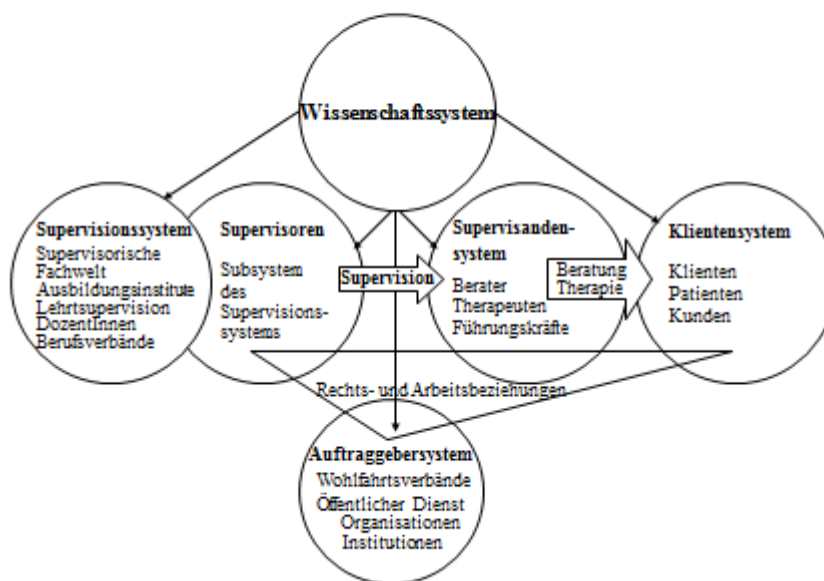 Wissenschaftssystem
Supervisionssystem
Supervisorische
Fachwelt
Ausbildungsinstitute
Lehrtsupervision
DozentInnen
Berufsverbände
Supervisoren
Subsystem
des
Supervisions-
systems
Supervision
Supervisanden-
system
Berater
Therapeuten
Führungskräfte
Beratung
Therapie
Klientensystem
Klienten
Patienten
Kunden
Rechts- und Arbeitsbeziehungen
Auftraggebersystem
Wohlfahrtsverbände
Öffentlicher Dienst
Organisationen
Institutionen